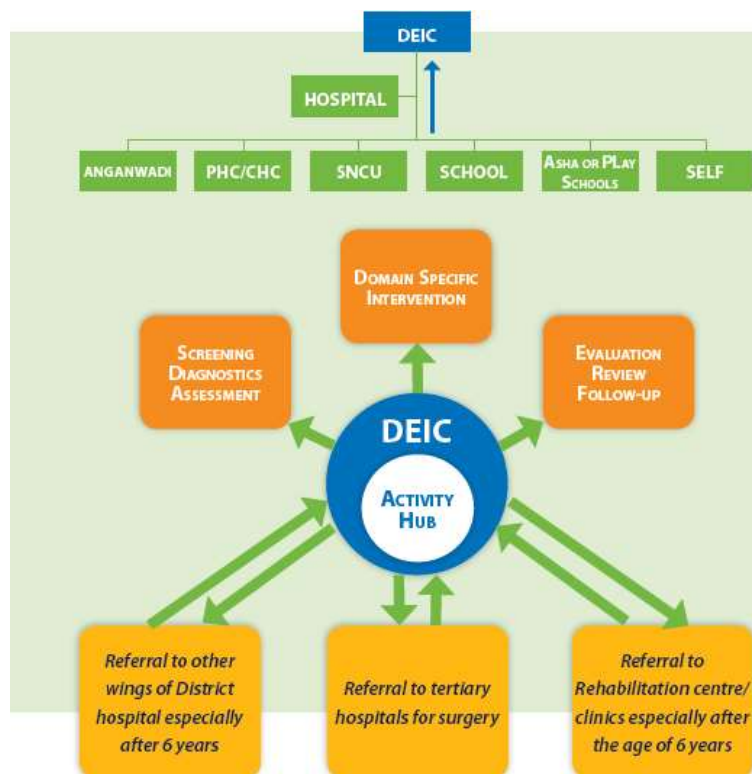 DEIC
HOSPITAL
ANGANWADI
PHC/CHC
SNCU
SCHOOL
ASHA OR PLAY
SCHOOLS
SELF
DOMAIN SPECIFIC
INTERVENTION
SCREENING
DIAGNOSTICS
ASSESSMENT
EVALUATION
REVIEW
FOLLOW-UP
DEIC
ACTIVITY
HUB
Referral to other
wings of District
hospital especially
after 6 years
Referral to tertiary
hospitals for surgery
Referral to
Rehabilitation centre/
clinics especially after
the age of 6 years